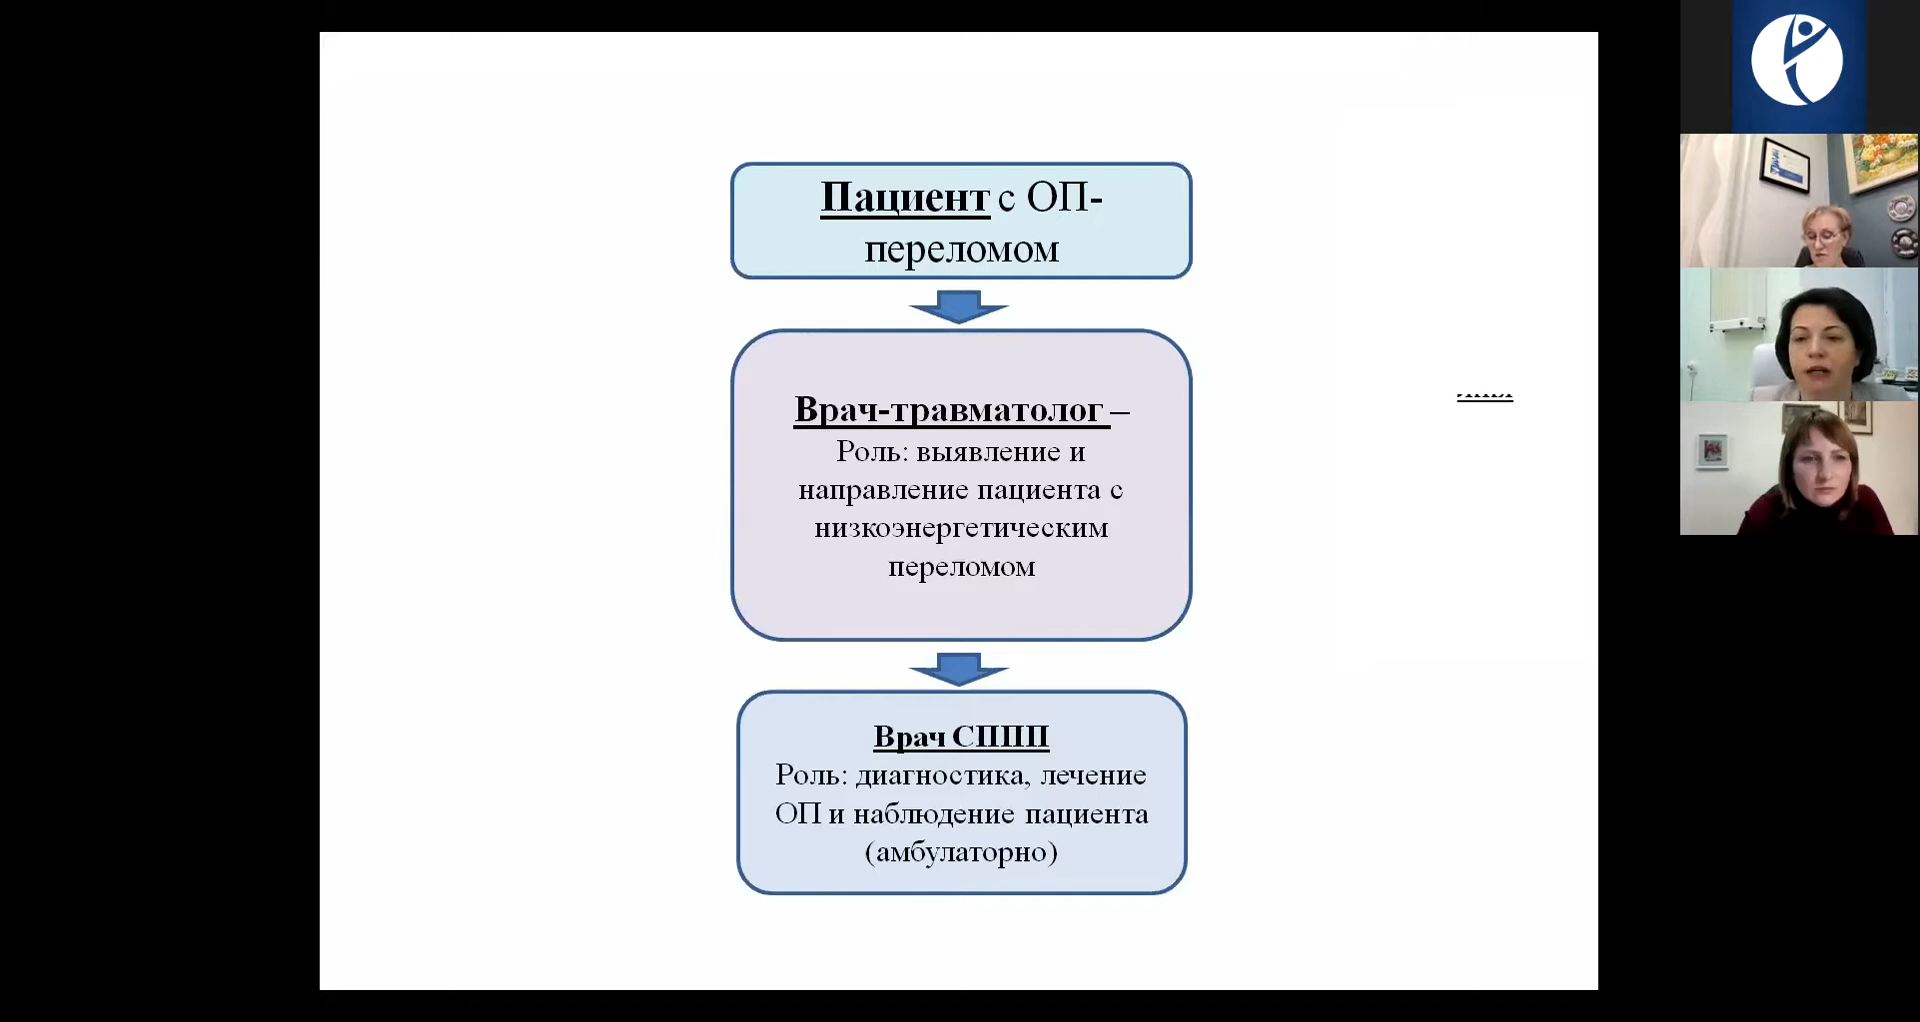 Пациент с ОП-
переломом
Врач-травматолог –
Роль: выявление и
направление пациента с
низкоэнергетическим
переломом
Врач СППП
Роль: диагностика, лечение
ОП и наблюдение пациента
(амбулаторно)